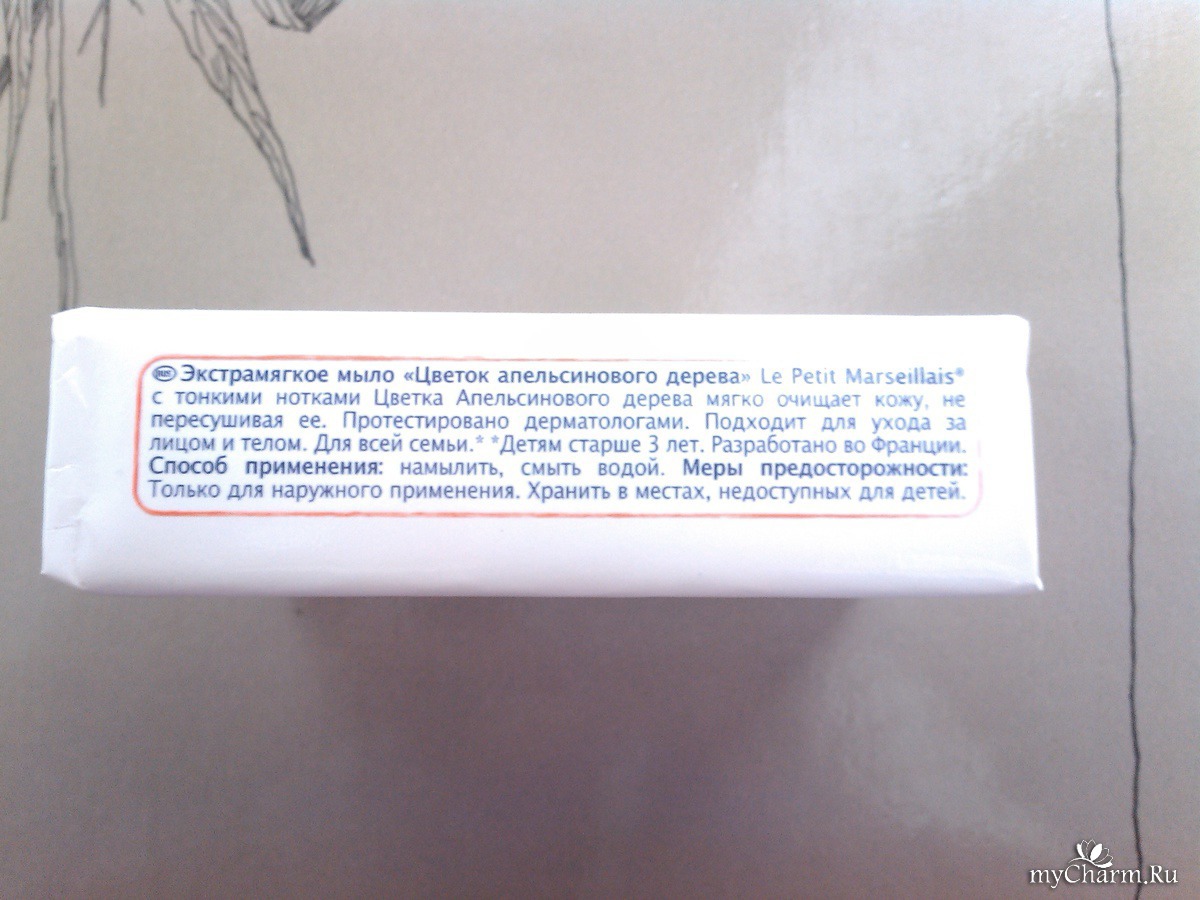 RUS Экстрамягкое мыло «Цветок апельсинового дерева» Le Petit Marseillais®
с тонкими нотками Цветка Апельсинового дерева мягко очищает кожу, не
пересушивая ее. Протестировано дерматологами. Подходит для ухода за
лицом и телом. Для всей семьи.* *Детям старше 3 лет. Разработано во Франции.
Способ применения: намылить, смыть водой. Меры предосторожности:
Только для наружного применения. Хранить в местах, недоступных для детей.
myCharm.Ru